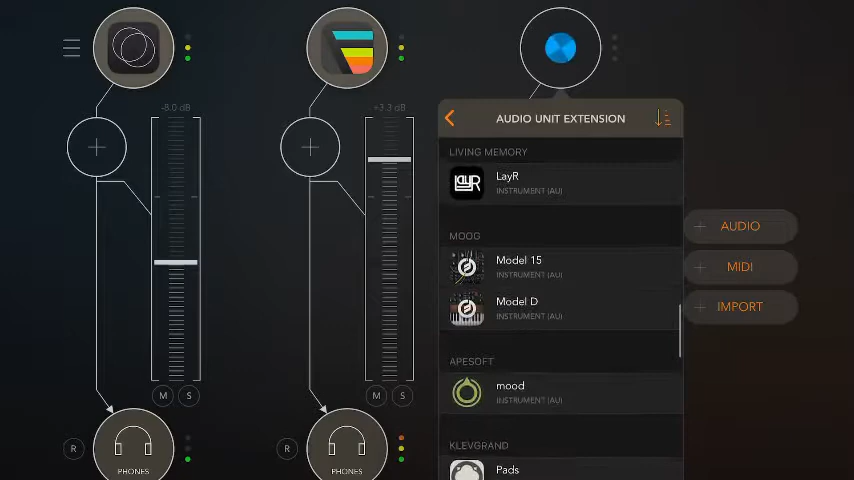 -8.0 dB
+3.3 dB
AUDIO UNIT EXTENSION
LIVING MEMORY
LayR
INSTRUMENT (AU)
MOOG
Model 15
INSTRUMENT (AU)
Model D
INSTRUMENT (AU)
APESOFT
mood
INSTRUMENT (AU)
KLEVGRAND
Pads
+ AUDIO
+ MIDI
+ IMPORT
M S
M S
R
PHONES
R
PHONES